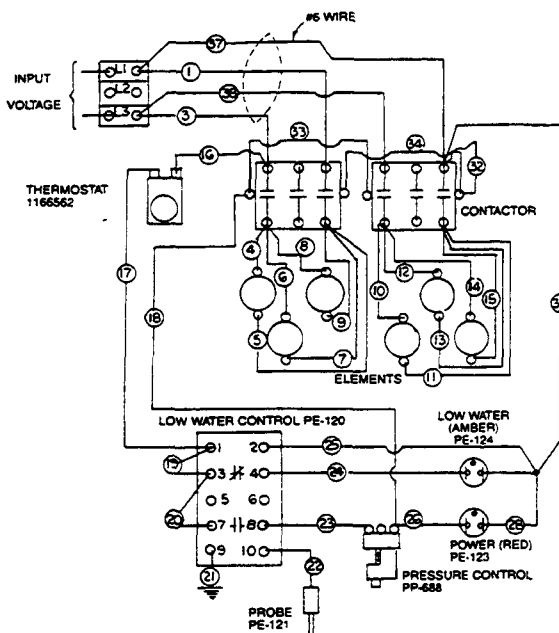 #6 WIRE
37
INPUT
VOLTAGE
L1
1
L2
38
L3
3
33
34
16
32
THERMOSTAT
1166562
CONTACTOR
4
8
6
12
14
17
10
15
18
9
5
13
7
11
ELEMENTS
LOW WATER CONTROL PE-120
LOW WATER
(AMBER)
PE-124
1 2
25
19
3 4
24
5 6
20
7 8
23
26
28
9 10
POWER (RED)
PE-123
21
22
PRESSURE CONTROL
PP-688
PROBE
PE-121